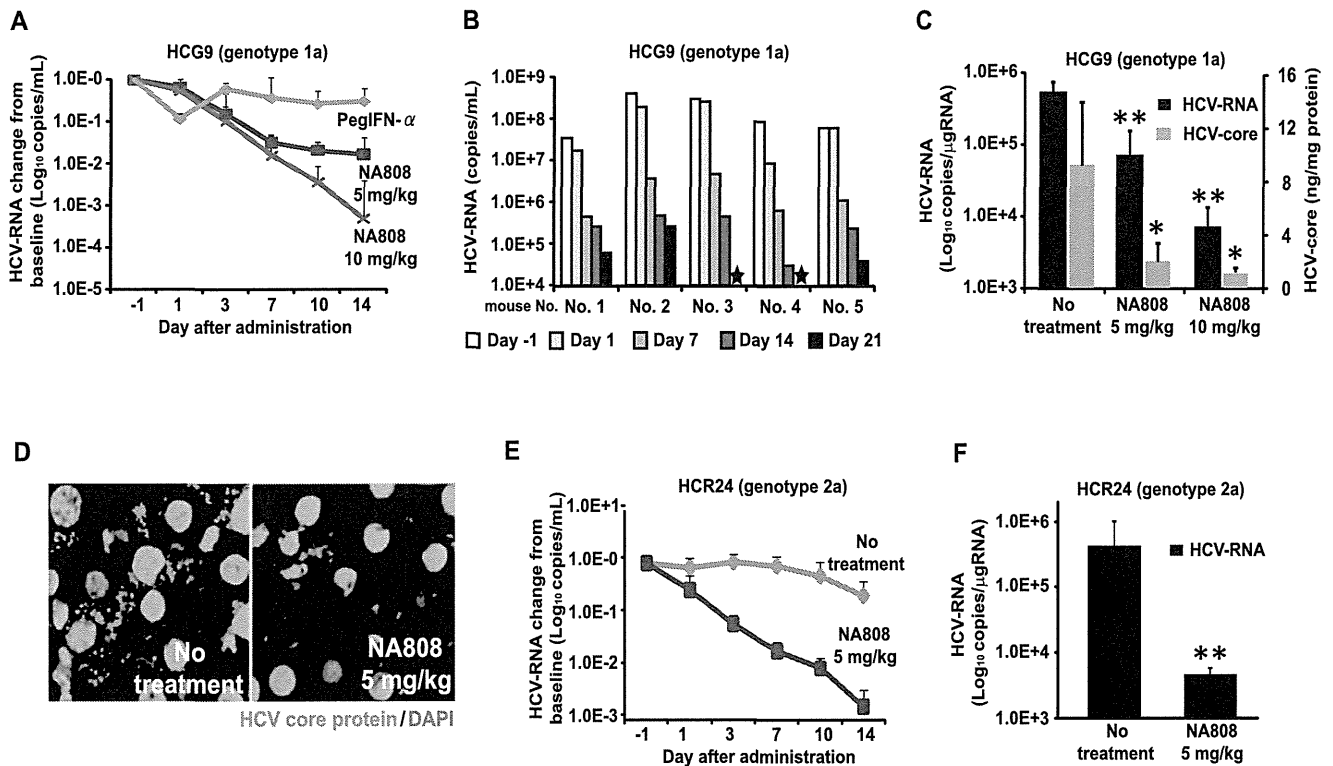 A
HCG9 (genotype 1a)
HCV-RNA change from
baseline (Log₁₀ copies/mL)
1.0E-0
1.0E-1
1.0E-2
1.0E-3
1.0E-4
1.0E-5
PegIFN-α
NA808
5 mg/kg
NA808
10 mg/kg
-1 1 3 7 10 14
Day after administration
B
HCG9 (genotype 1a)
HCV-RNA (copies/mL)
1.0E+9
1.0E+8
1.0E+7
1.0E+6
1.0E+5
1.0E+4
mouse No. No. 1 No. 2 No. 3 No. 4 No. 5
Day -1 Day 1 Day 7 Day 14 Day 21
C
HCG9 (genotype 1a)
HCV-RNA
(Log₁₀ copies/μgRNA)
1.0E+6
1.0E+5
1.0E+4
1.0E+3
HCV-RNA
HCV-core
**
*
**
*
16
12
8
4
0
HCV-core (ng/mg protein)
No
treatment
NA808
5 mg/kg
NA808
10 mg/kg
D
No
treatment
NA808
5 mg/kg
HCV core protein/DAPI
E
HCR24 (genotype 2a)
HCV-RNA change from
baseline (Log₁₀ copies/mL)
1.0E+1
1.0E-0
1.0E-1
1.0E-2
1.0E-3
No
treatment
NA808
5 mg/kg
-1 1 3 7 10 14
Day after administration
F
HCR24 (genotype 2a)
HCV-RNA
(Log₁₀ copies/μgRNA)
1.0E+6
1.0E+5
1.0E+4
1.0E+3
HCV-RNA
**
No
treatment
NA808
5 mg/kg